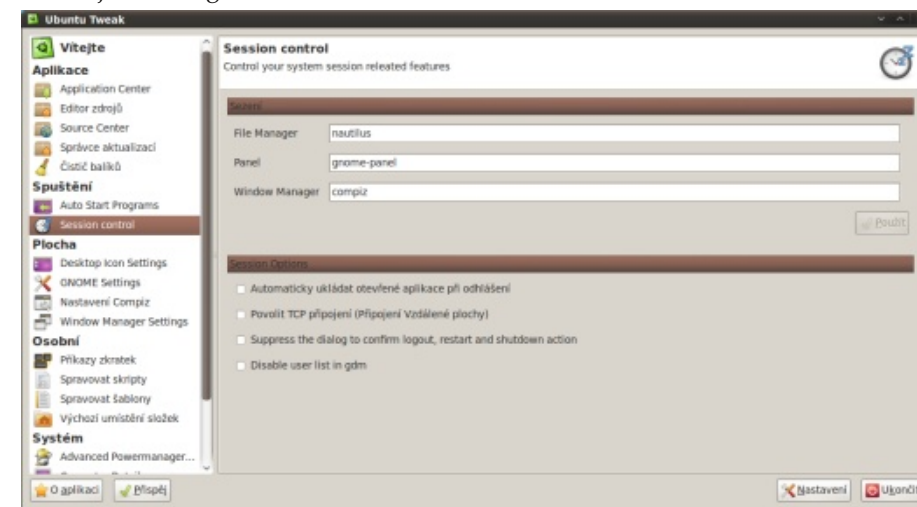 Ubuntu Tweak
Vítejte
Aplikace
Application Center
Editor zdrojů
Source Center
Správce aktualizací
Čistič balíků
Spuštění
Auto Start Programs
Session control
Plocha
Desktop Icon Settings
GNOME Settings
Nastavení Compiz
Window Manager Settings
Osobní
Příkazy zkratek
Spravovat skripty
Spravovat šablony
Výchozí umístění složek
Systém
Advanced Powermanager...
Session control
Control your system session releated features
Sezení
File Manager nautilus
Panel gnome-panel
Window Manager compiz
Použít
Session Options
Automaticky ukládat otevřené aplikace při odhlášení
Povolit TCP připojení (Připojení Vzdálené plochy)
Suppress the dialog to confirm logout, restart and shutdown action
Disable user list in gdm
O aplikaci
Přispěj
Nastavení
Ukončit